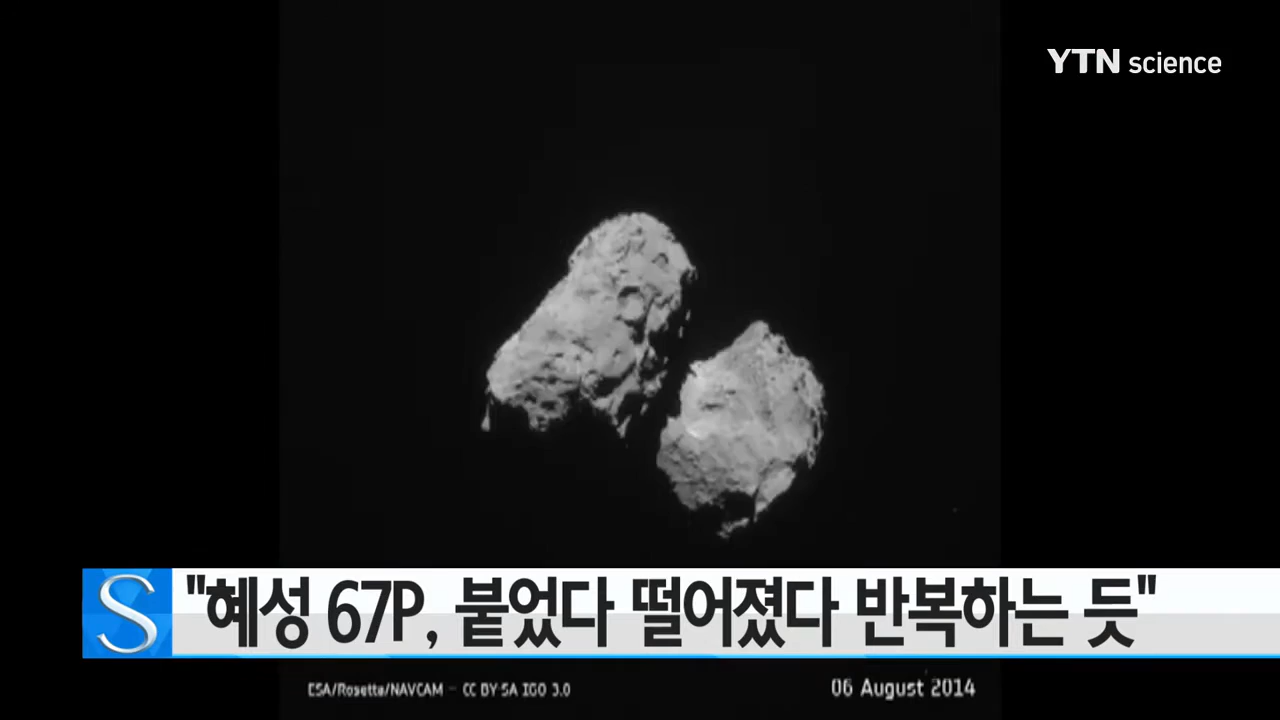 YTN science
S "혜성 67P, 붙었다 떨어졌다 반복하는 듯"
ESA/Rosetta/NAVCAM – CC BY-SA IGO 3.0
06 August 2014